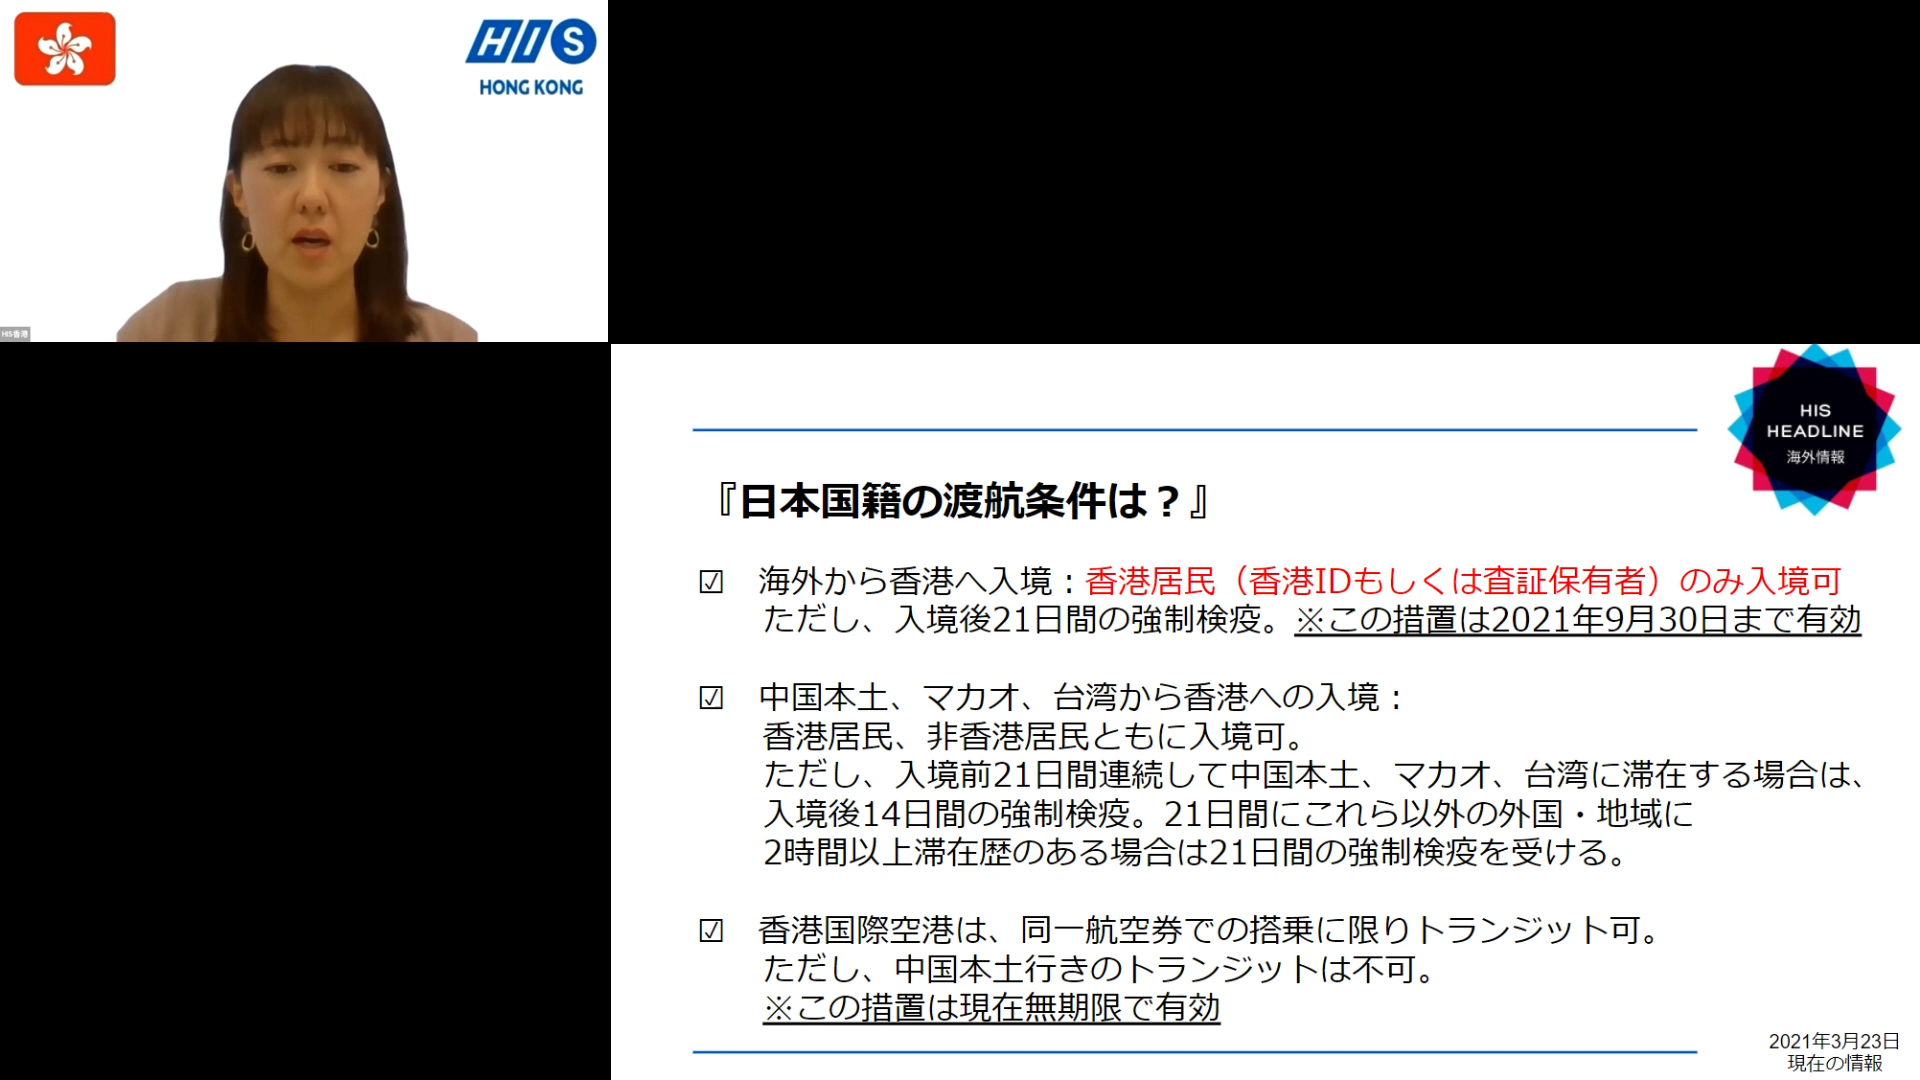 HIS
HONG KONG
HIS香港
HIS
HEADLINE
海外情報
『日本国籍の渡航条件は？』
☑ 海外から香港へ入境：香港居民（香港IDもしくは査証保有者）のみ入境可
ただし、入境後21日間の強制検疫。※この措置は2021年9月30日まで有効
☑ 中国本土、マカオ、台湾から香港への入境：
香港居民、非香港居民ともに入境可。
ただし、入境前21日間連続して中国本土、マカオ、台湾に滞在する場合は、
入境後14日間の強制検疫。21日間にこれら以外の外国・地域に
2時間以上滞在歴のある場合は21日間の強制検疫を受ける。
☑ 香港国際空港は、同一航空券での搭乗に限りトランジット可。
ただし、中国本土行きのトランジットは不可。
※この措置は現在無期限で有効
2021年3月23日
現在の情報